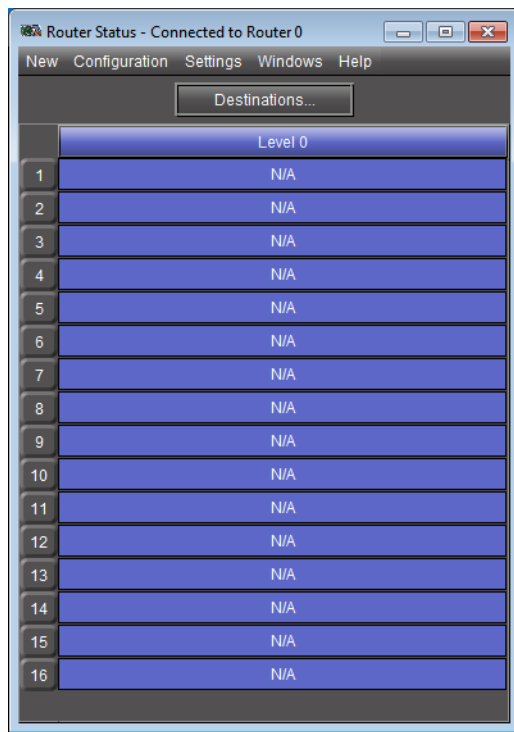 Router Status - Connected to Router 0
New Configuration Settings Windows Help
Destinations...
Level 0
1 N/A
2 N/A
3 N/A
4 N/A
5 N/A
6 N/A
7 N/A
8 N/A
9 N/A
10 N/A
11 N/A
12 N/A
13 N/A
14 N/A
15 N/A
16 N/A